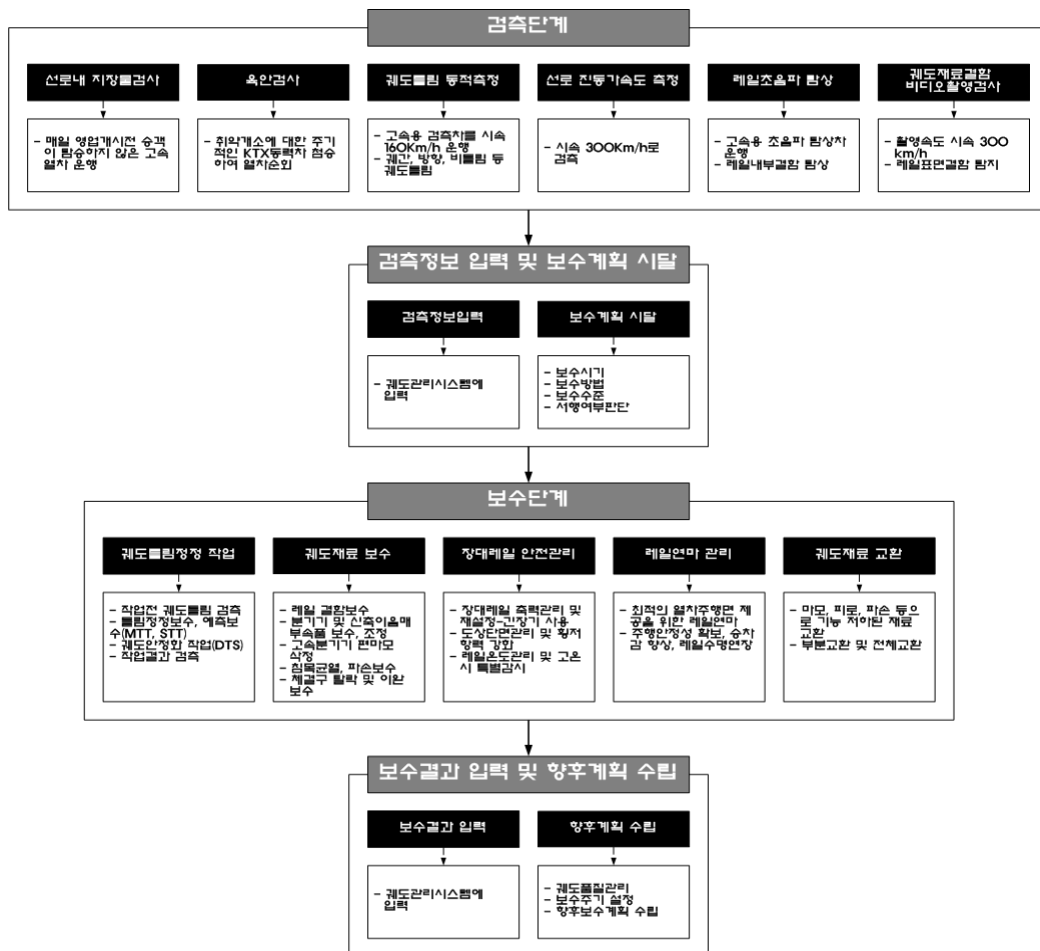 검측단계
선로내 지장물검사
- 매일 영업개시전 승객
이 탑승하지 않은 고속
열차 운행
육안검사
- 취약개소에 대한 주기
적인 KTX동력차 첨승
하여 열차순회
궤도틀림 동적측정
- 고속용 검측차를 시속
160Km/h 운행
- 궤간, 방향, 비틀림 등
궤도틀림
선로 진동가속도 측정
- 시속 300Km/h로
검측
레일초음파 탐상
- 고속용 초음파 탐상차
운행
- 레일내부결함 탐상
궤도재료결함
비디오촬영검사
- 촬영속도 시속 300
km/h
- 레일표면결함 탐지
검측정보 입력 및 보수계획 시달
검측정보입력
- 궤도관리시스템에
입력
보수계획 시달
- 보수시기
- 보수방법
- 보수수준
- 서행여부판단
보수단계
궤도틀림정정 작업
- 작업전 궤도틀림 검측
- 틀림정정보수, 예측보
수(MTT, STT)
- 궤도안정화 작업(DTS)
- 작업결과 검측
궤도재료 보수
- 레일 결함보수
- 분기기 및 신축이음매
부속품 보수, 조정
- 고속분기기 편마모
삭정
- 침목균열, 파손보수
- 체결구 탈락 및 이완
보수
장대레일 안전관리
- 장대레일 축력관리 및
재설정-긴장기 사용
- 도상단면관리 및 횡저
항력 강화
- 레일온도관리 및 고온
시 특별감시
레일연마 관리
- 최적의 열차주행면 제
공을 위한 레일연마
- 주행안정성 확보, 승차
감 향상, 레일수명연장
궤도재료 교환
- 마모, 피로, 파손 등으
로 기능 저하된 재료
교환
- 부분교환 및 전체교환
보수결과 입력 및 향후계획 수립
보수결과 입력
- 궤도관리시스템에
입력
향후계획 수립
- 궤도품질관리
- 보수주기 설정
- 향후보수계획 수립